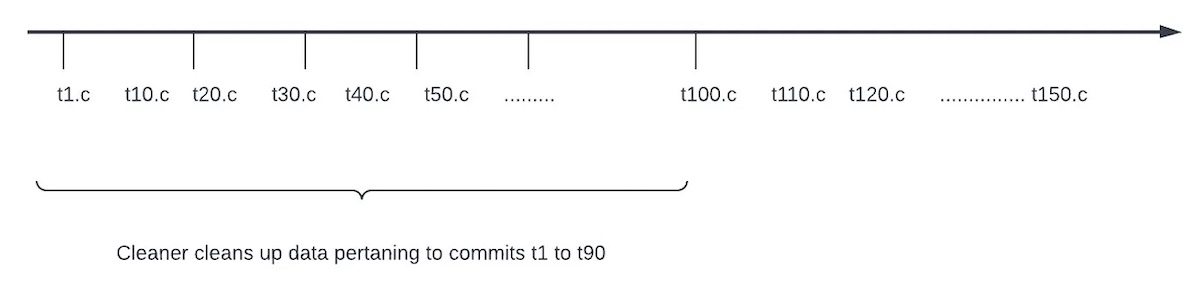 t1.c t10.c t20.c t30.c t40.c t50.c ......... t100.c t110.c t120.c ............... t150.c
Cleaner cleans up data pertaning to commits t1 to t90